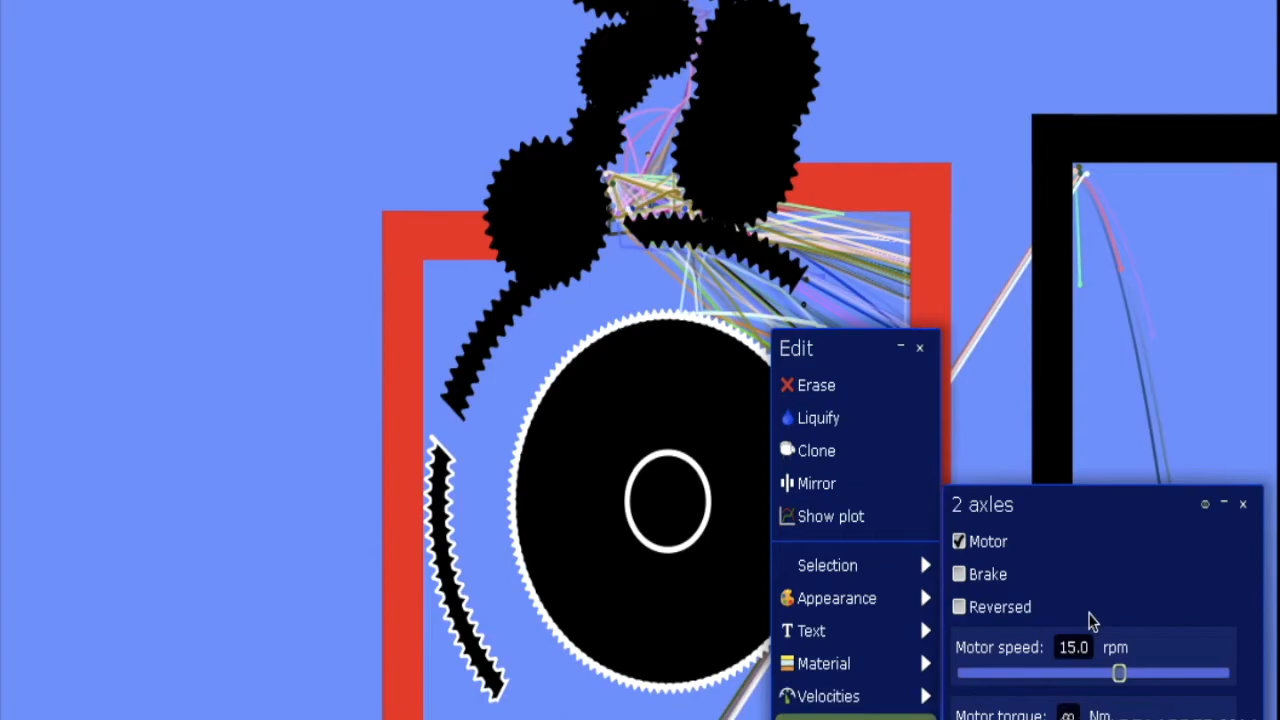 Edit
Erase
Liquify
Clone
Mirror
Show plot
Selection
Appearance
Text
Material
Velocities
2 axles
Motor
Brake
Reversed
Motor speed: 15.0 rpm
Motor torque: ∞ Nm